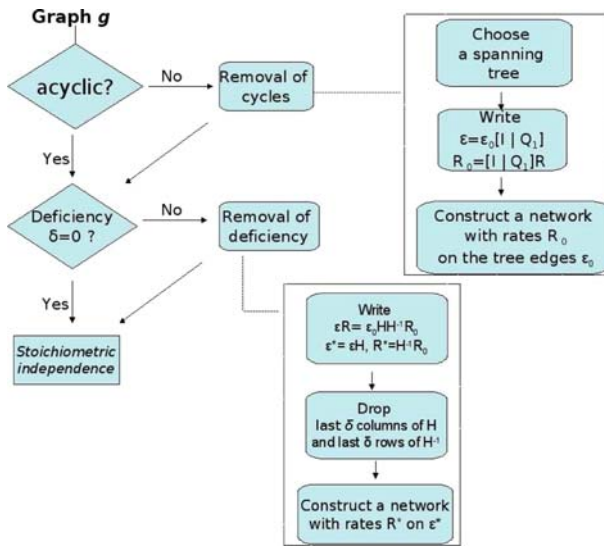 Graph g
acyclic?
No
Removal of
cycles
Yes
Deficiency
δ=0 ?
No
Removal of
deficiency
Yes
Stoichiometric
independence
Choose
a spanning
tree
Write
ε=ε₀[I | Q₁]
R₀=[I | Q₁]R
Construct a network
with rates R₀
on the tree edges ε₀
Write
εR= ε₀HH⁻¹R₀
ε*= εH, R*=H⁻¹R₀
Drop
last δ columns of H
and last δ rows of H⁻¹
Construct a network
with rates R* on ε*